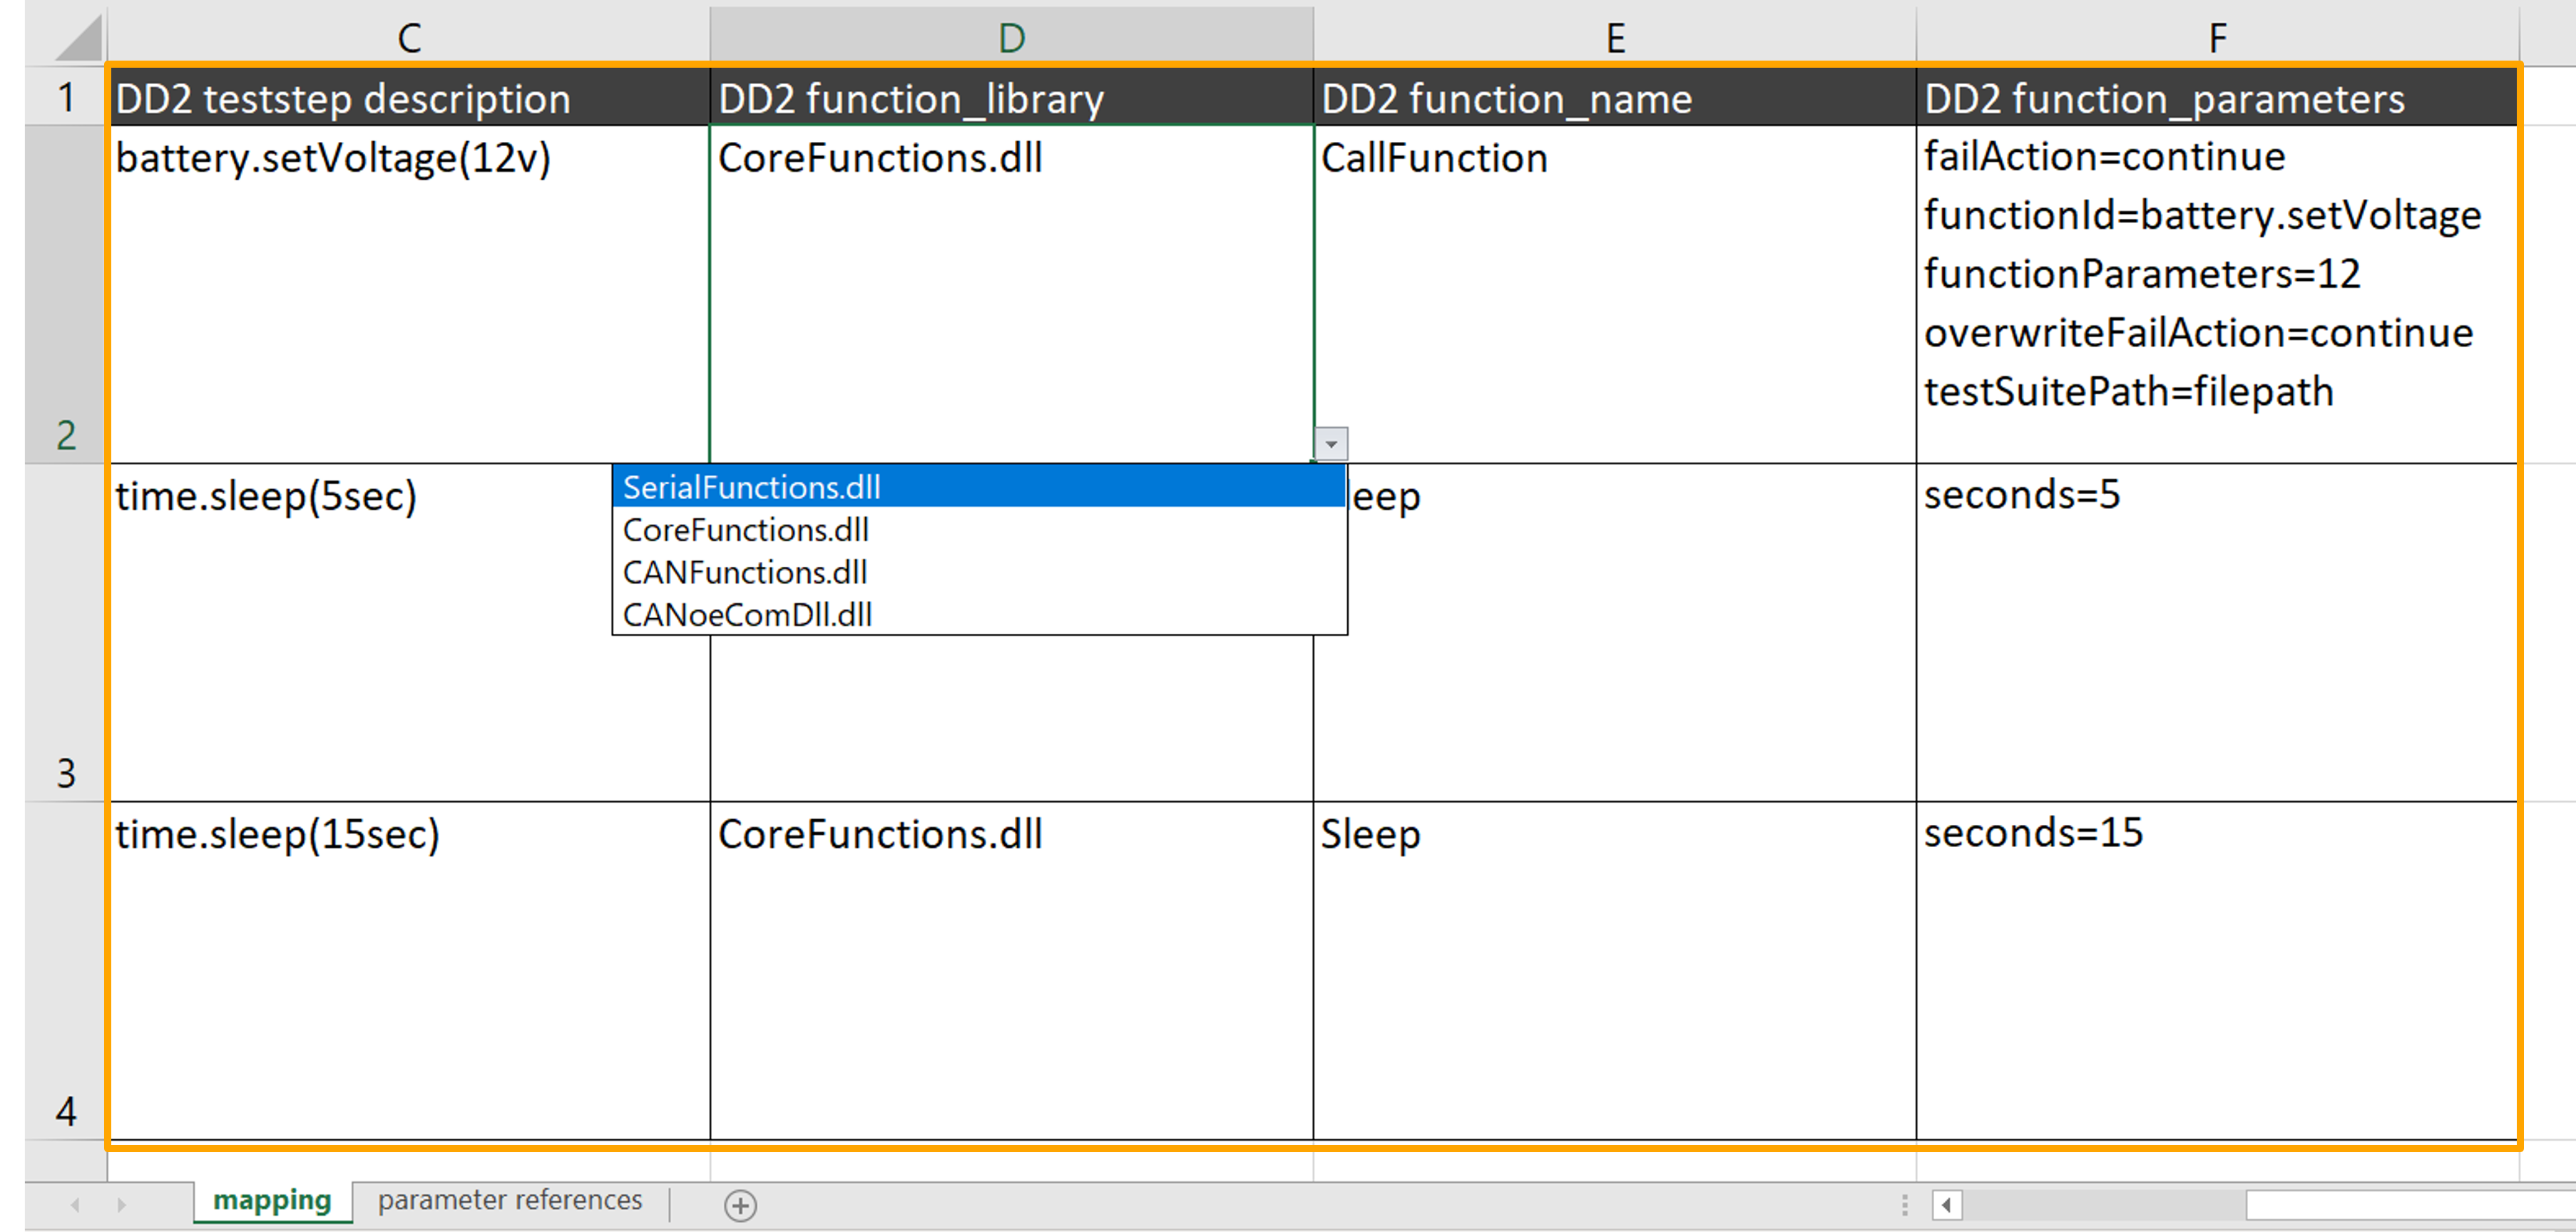 C D E F
1 DD2 teststep description DD2 function_library DD2 function_name DD2 function_parameters
battery.setVoltage(12v) CoreFunctions.dll CallFunction failAction=continue
functionId=battery.setVoltage
functionParameters=12
overwriteFailAction=continue
testSuitePath=filepath
2
time.sleep(5sec) SerialFunctions.dll leep seconds=5
CoreFunctions.dll
CANFunctions.dll
CANoeComDll.dll
3
time.sleep(15sec) CoreFunctions.dll Sleep seconds=15
4
mapping parameter references